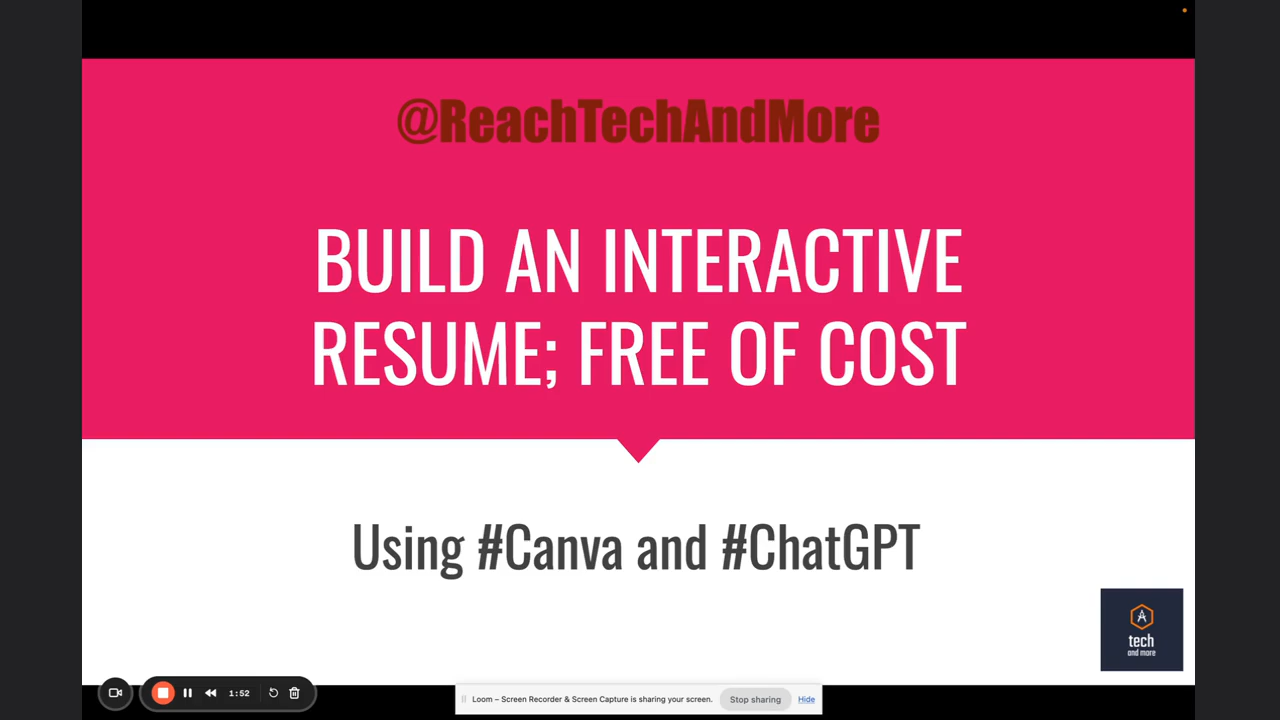 @ReachTechAndMore
BUILD AN INTERACTIVE
RESUME; FREE OF COST
Using #Canva and #ChatGPT
tech
and more
1:52
Loom – Screen Recorder & Screen Capture is sharing your screen.
Stop sharing
Hide